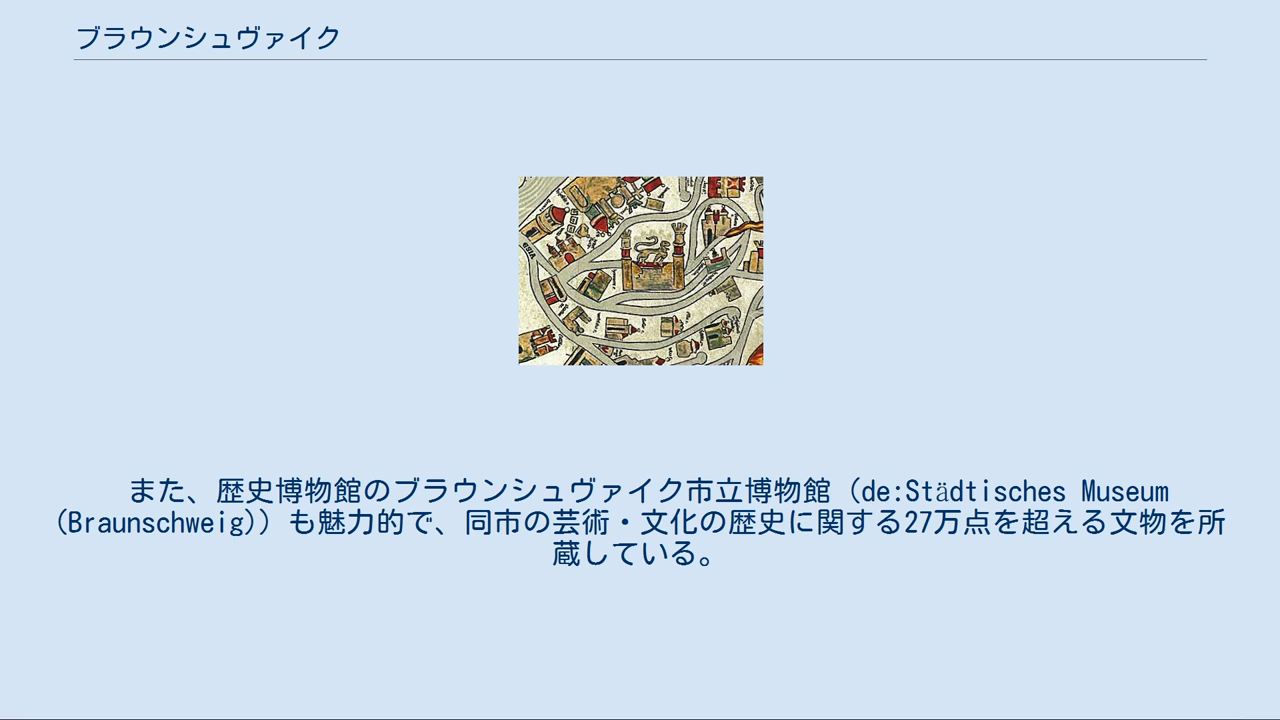 ブラウンシュヴァイク
また、歴史博物館のブラウンシュヴァイク市立博物館（de:Städtisches Museum
(Braunschweig)）も魅力的で、同市の芸術・文化の歴史に関する27万点を超える文物を所
蔵している。